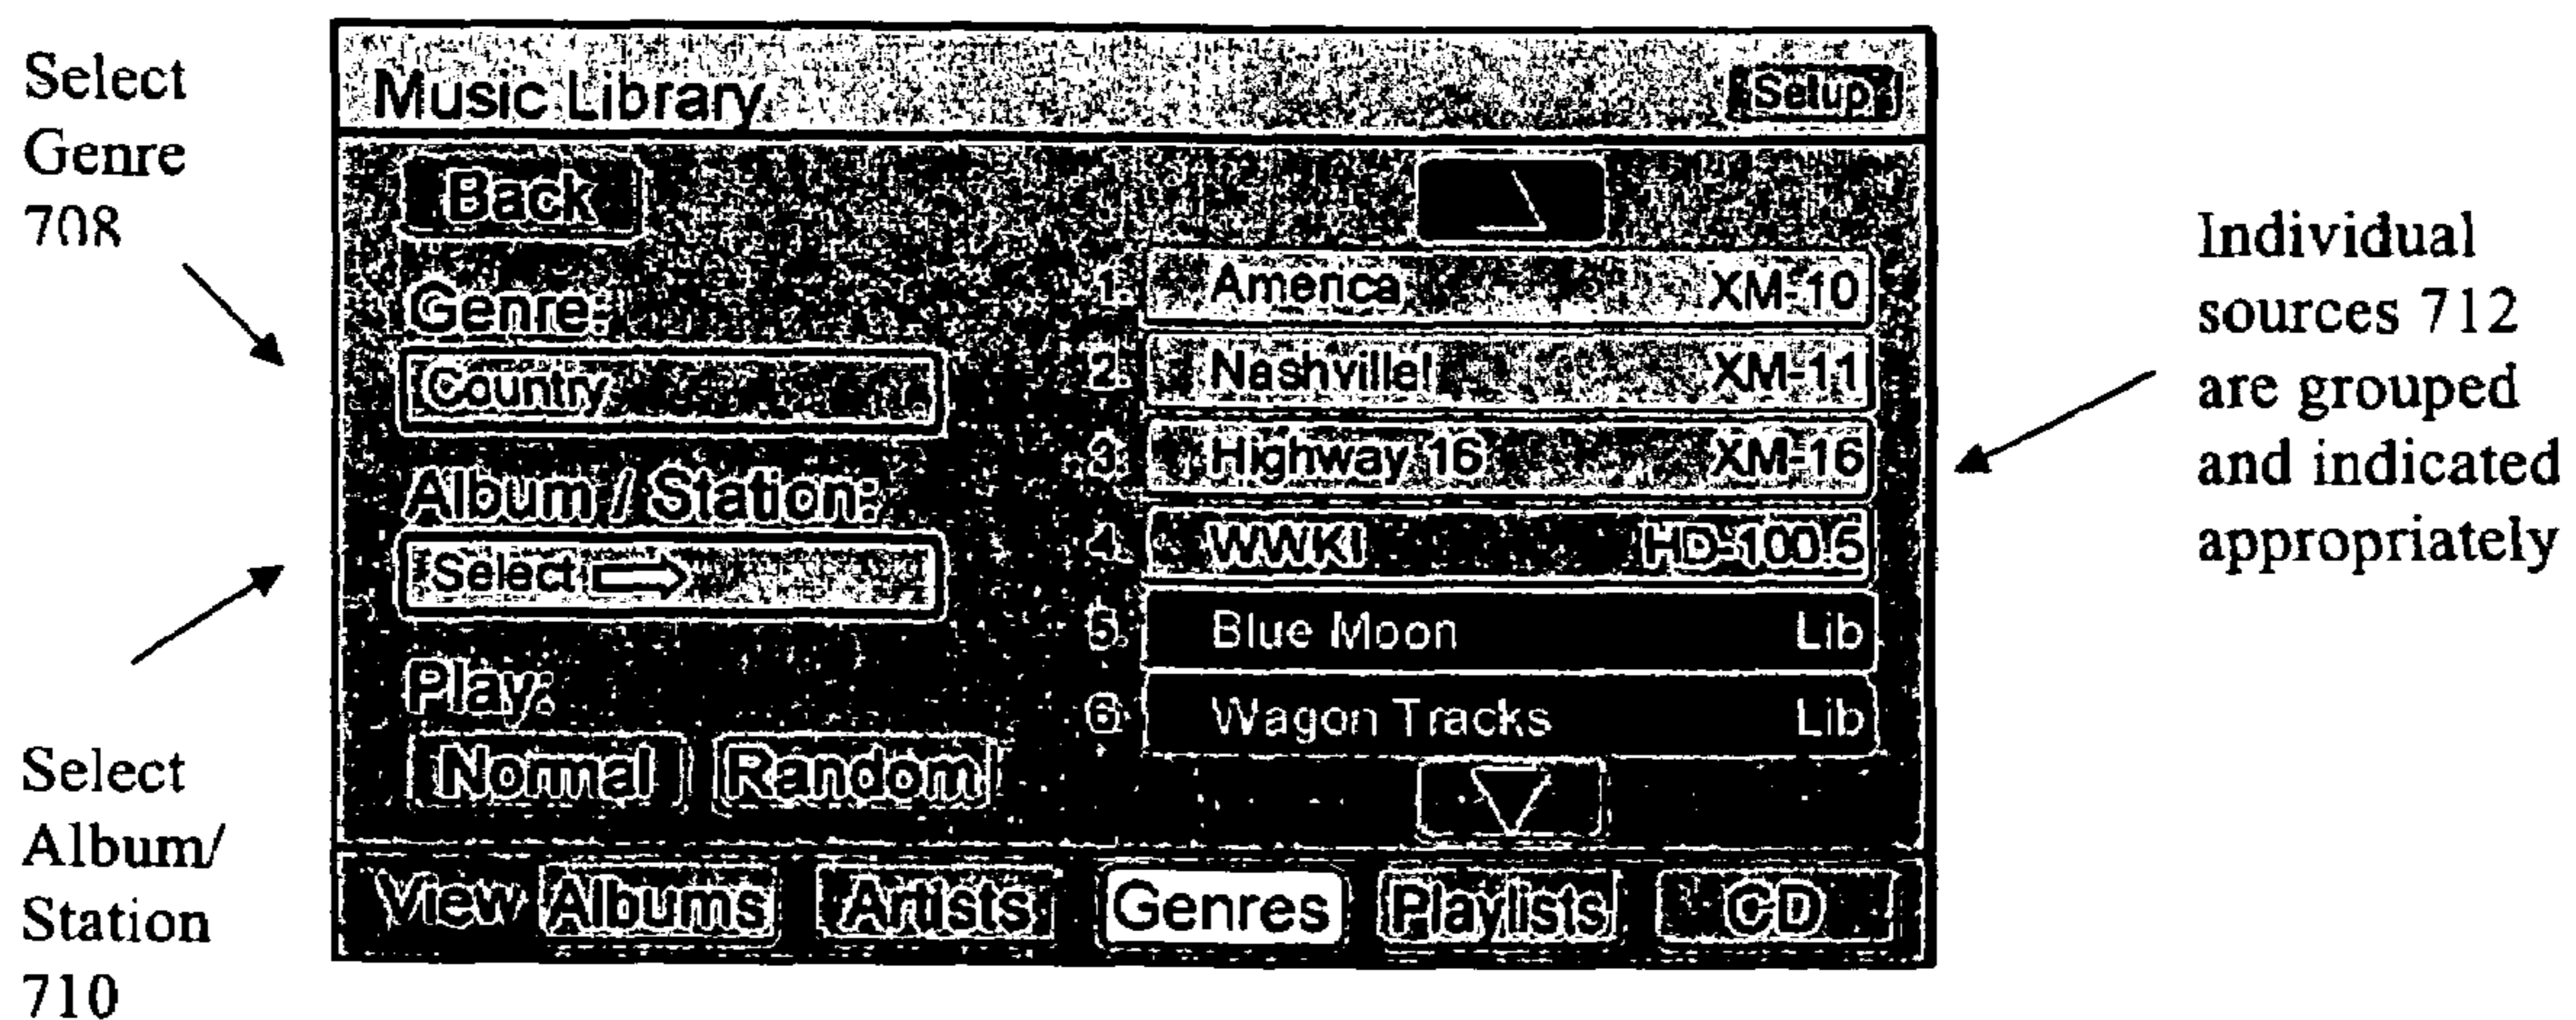 Select
Genre
708
Select
Album/
Station
710
Music Library
Setup
Back
Genre:
Country
Album / Station:
Select
Play:
Normal Random
1. America XM-10
2. Nashville! XM-11
3. Highway 16 XM-16
4. WWKI HD-100.5
5. Blue Moon Lib
6. Wagon Tracks Lib
View Albums Artists Genres Playlists CD
Individual
sources 712
are grouped
and indicated
appropriately